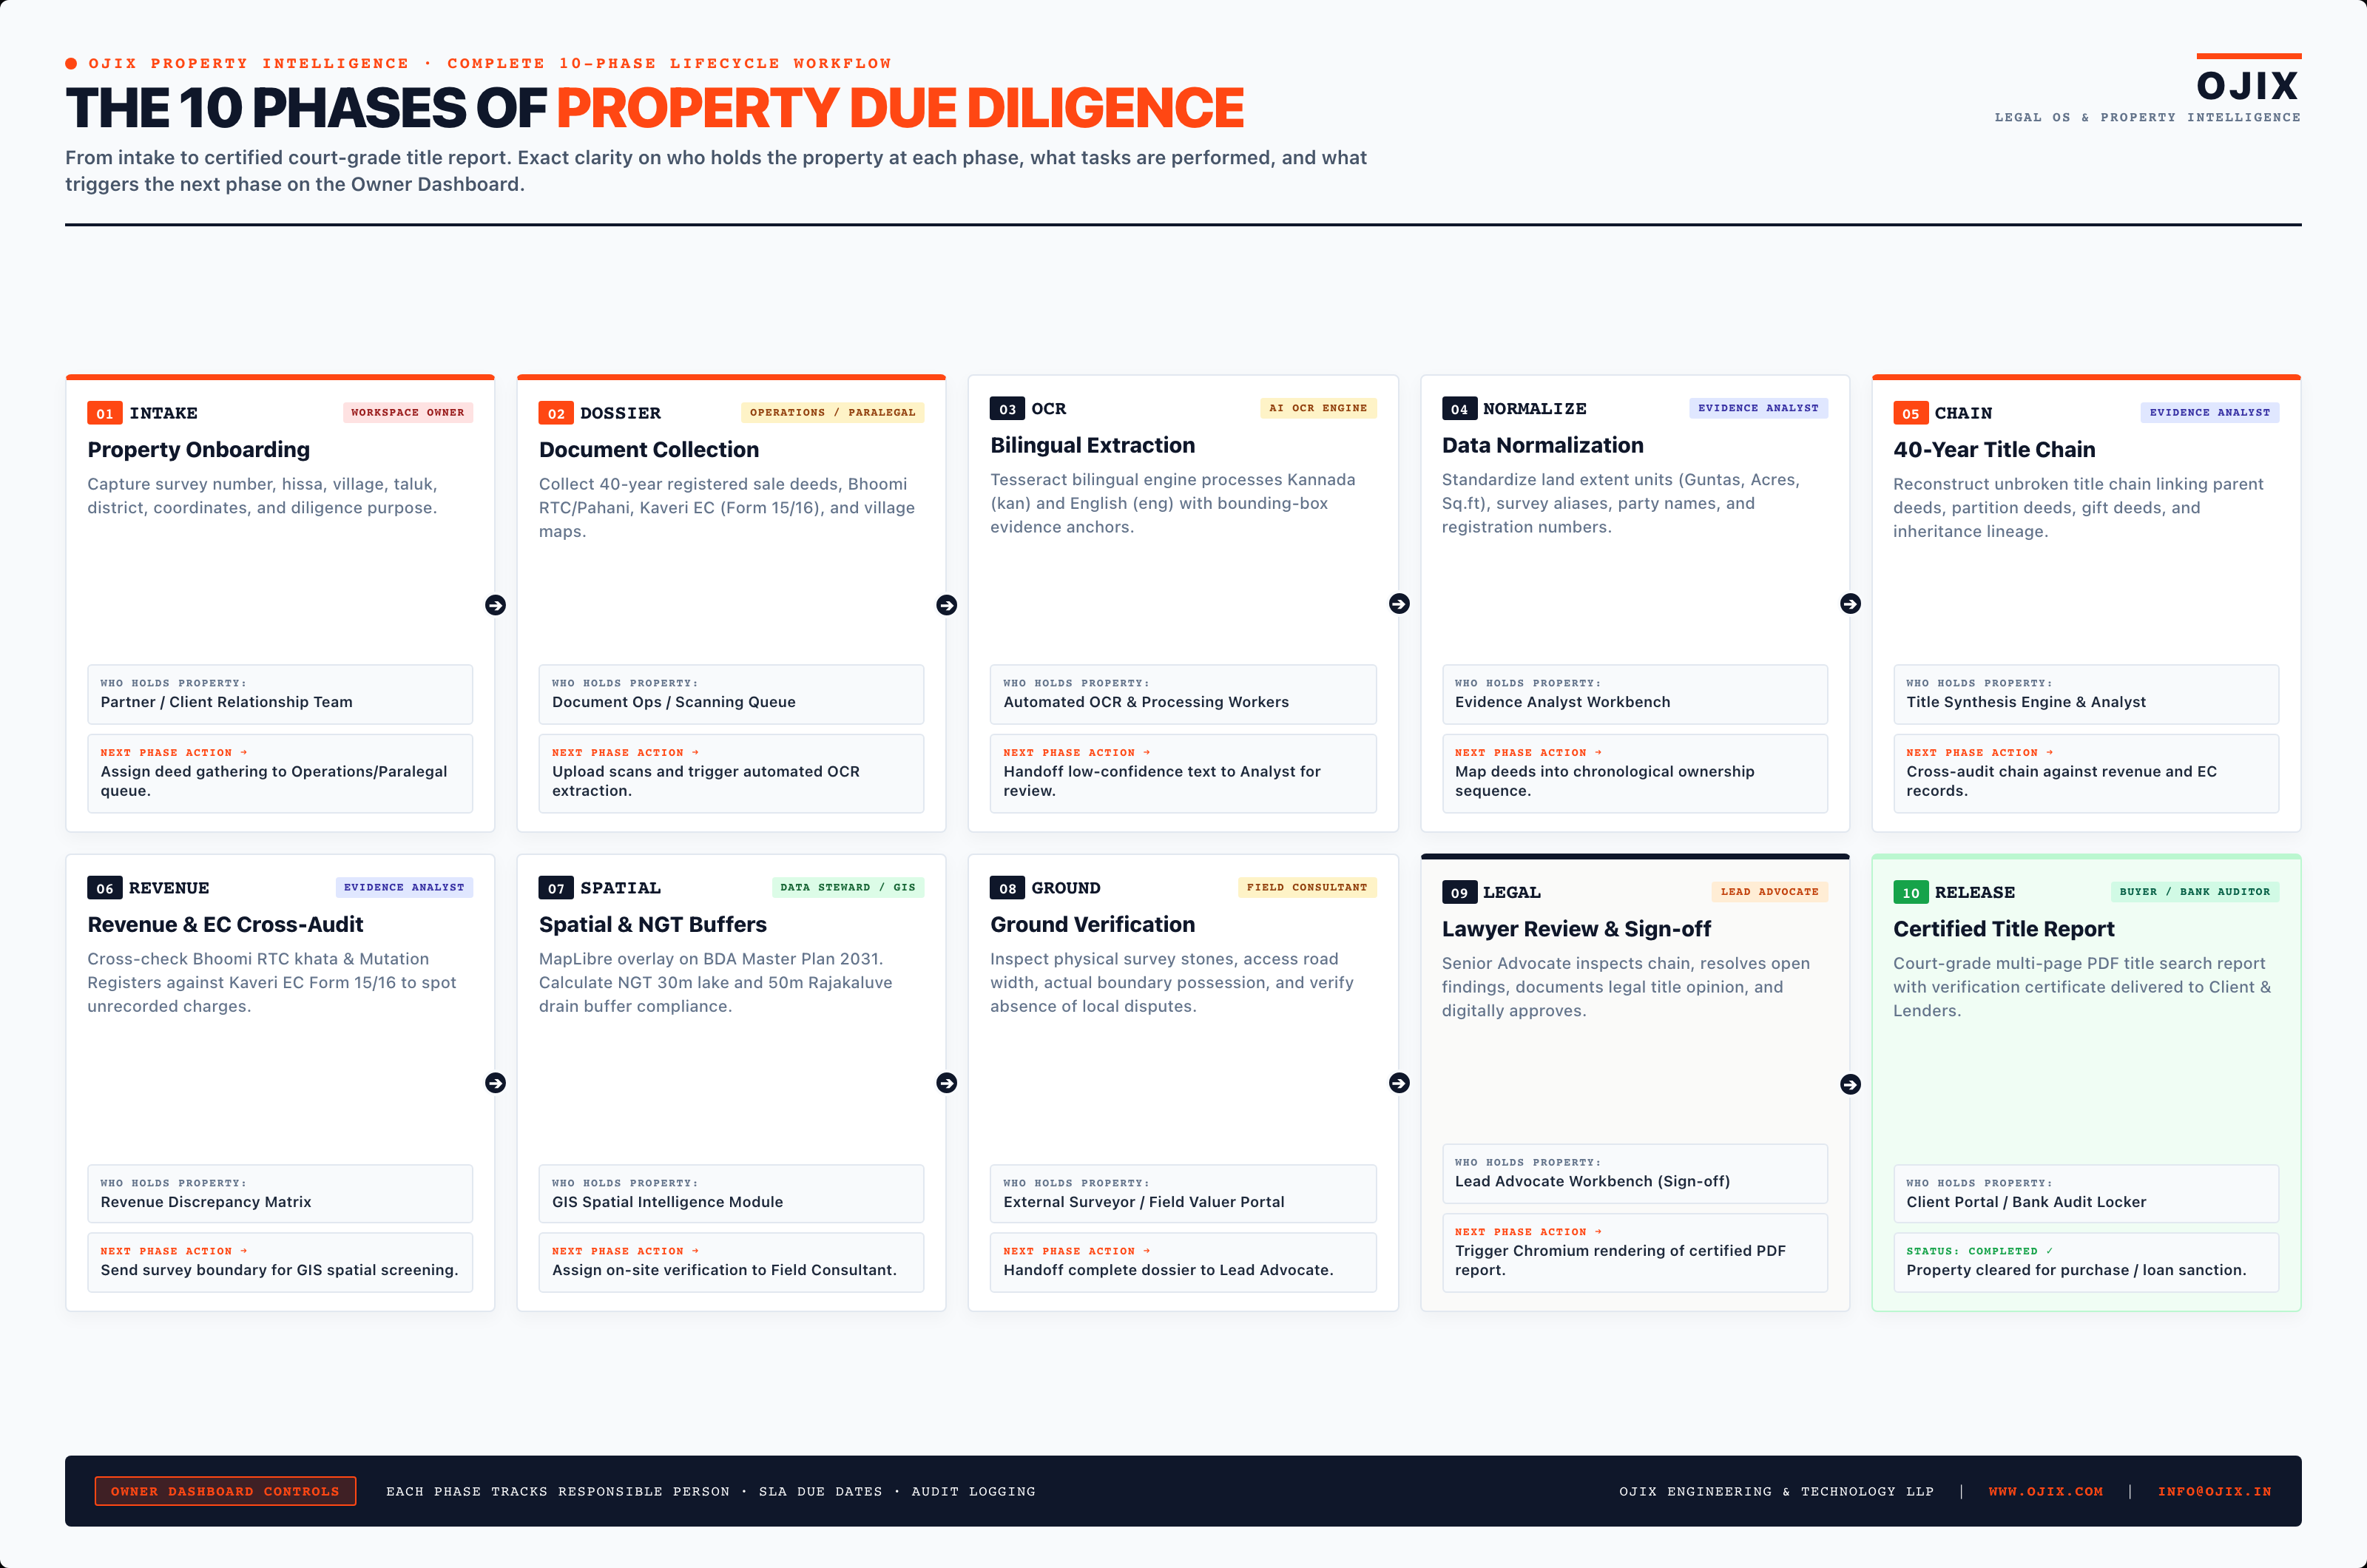 OJIX PROPERTY INTELLIGENCE · COMPLETE 10-PHASE LIFECYCLE WORKFLOW
THE 10 PHASES OF PROPERTY DUE DILIGENCE
From intake to certified court-grade title report. Exact clarity on who holds the property at each phase, what tasks are performed, and what
triggers the next phase on the Owner Dashboard.
OJIX
LEGAL OS & PROPERTY INTELLIGENCE
01 INTAKE
WORKSPACE OWNER
Property Onboarding
Capture survey number, hissa, village, taluk,
district, coordinates, and diligence purpose.
WHO HOLDS PROPERTY:
Partner / Client Relationship Team
NEXT PHASE ACTION →
Assign deed gathering to Operations/Paralegal
queue.
02 DOSSIER
OPERATIONS / PARALEGAL
Document Collection
Collect 40-year registered sale deeds, Bhoomi
RTC/Pahani, Kaveri EC (Form 15/16), and village
maps.
WHO HOLDS PROPERTY:
Document Ops / Scanning Queue
NEXT PHASE ACTION →
Upload scans and trigger automated OCR
extraction.
03 OCR
AI OCR ENGINE
Bilingual Extraction
Tesseract bilingual engine processes Kannada
(kan) and English (eng) with bounding-box
evidence anchors.
WHO HOLDS PROPERTY:
Automated OCR & Processing Workers
NEXT PHASE ACTION →
Handoff low-confidence text to Analyst for
review.
04 NORMALIZE
EVIDENCE ANALYST
Data Normalization
Standardize land extent units (Guntas, Acres,
Sq.ft), survey aliases, party names, and
registration numbers.
WHO HOLDS PROPERTY:
Evidence Analyst Workbench
NEXT PHASE ACTION →
Map deeds into chronological ownership
sequence.
05 CHAIN
EVIDENCE ANALYST
40-Year Title Chain
Reconstruct unbroken title chain linking parent
deeds, partition deeds, gift deeds, and
inheritance lineage.
WHO HOLDS PROPERTY:
Title Synthesis Engine & Analyst
NEXT PHASE ACTION →
Cross-audit chain against revenue and EC
records.
06 REVENUE
EVIDENCE ANALYST
Revenue & EC Cross-Audit
Cross-check Bhoomi RTC khata & Mutation
Registers against Kaveri EC Form 15/16 to spot
unrecorded charges.
WHO HOLDS PROPERTY:
Revenue Discrepancy Matrix
NEXT PHASE ACTION →
Send survey boundary for GIS spatial screening.
07 SPATIAL
DATA STEWARD / GIS
Spatial & NGT Buffers
MapLibre overlay on BDA Master Plan 2031.
Calculate NGT 30m lake and 50m Rajakaluve
drain buffer compliance.
WHO HOLDS PROPERTY:
GIS Spatial Intelligence Module
NEXT PHASE ACTION →
Assign on-site verification to Field Consultant.
08 GROUND
FIELD CONSULTANT
Ground Verification
Inspect physical survey stones, access road
width, actual boundary possession, and verify
absence of local disputes.
WHO HOLDS PROPERTY:
External Surveyor / Field Valuer Portal
NEXT PHASE ACTION →
Handoff complete dossier to Lead Advocate.
09 LEGAL
LEAD ADVOCATE
Lawyer Review & Sign-off
Senior Advocate inspects chain, resolves open
findings, documents legal title opinion, and
digitally approves.
WHO HOLDS PROPERTY:
Lead Advocate Workbench (Sign-off)
NEXT PHASE ACTION →
Trigger Chromium rendering of certified PDF
report.
10 RELEASE
BUYER / BANK AUDITOR
Certified Title Report
Court-grade multi-page PDF title search report
with verification certificate delivered to Client &
Lenders.
WHO HOLDS PROPERTY:
Client Portal / Bank Audit Locker
STATUS: COMPLETED ✓
Property cleared for purchase / loan sanction.
OWNER DASHBOARD CONTROLS
EACH PHASE TRACKS RESPONSIBLE PERSON · SLA DUE DATES · AUDIT LOGGING
OJIX ENGINEERING & TECHNOLOGY LLP | WWW.OJIX.COM | INFO@OJIX.IN